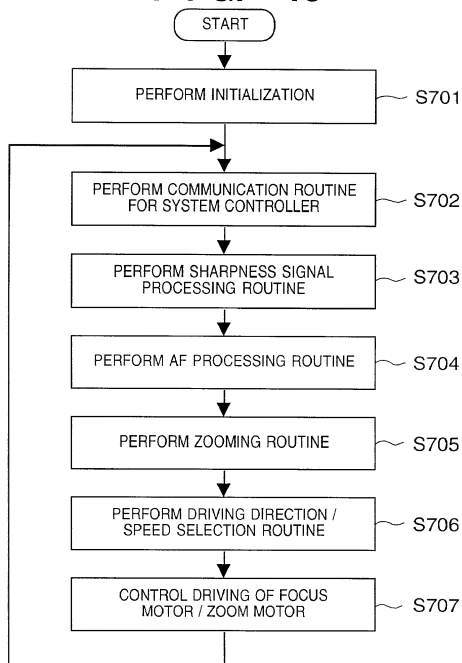 START
PERFORM INITIALIZATION
S701
PERFORM COMMUNICATION ROUTINE
FOR SYSTEM CONTROLLER
S702
PERFORM SHARPNESS SIGNAL
PROCESSING ROUTINE
S703
PERFORM AF PROCESSING ROUTINE
S704
PERFORM ZOOMING ROUTINE
S705
PERFORM DRIVING DIRECTION /
SPEED SELECTION ROUTINE
S706
CONTROL DRIVING OF FOCUS
MOTOR / ZOOM MOTOR
S707